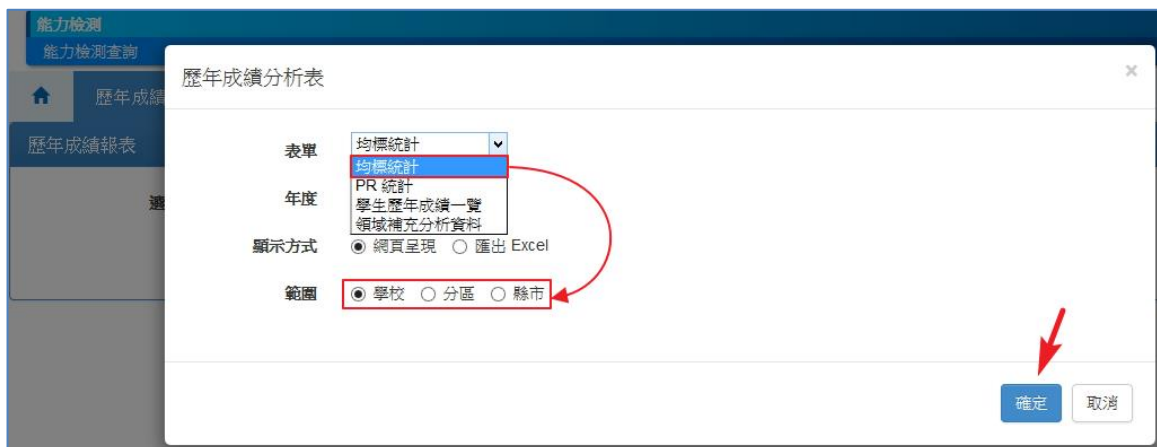 能力檢測
能力檢測查詢
歷年成績分析表
×
歷年成績
歷年成績報表
表單 均標統計
均標統計
PR 統計
年度
學生歷年成績一覽
選
領域補充分析資料
顯示方式 網頁呈現 匯出 Excel
範圍 學校 分區 縣市
確定 取消